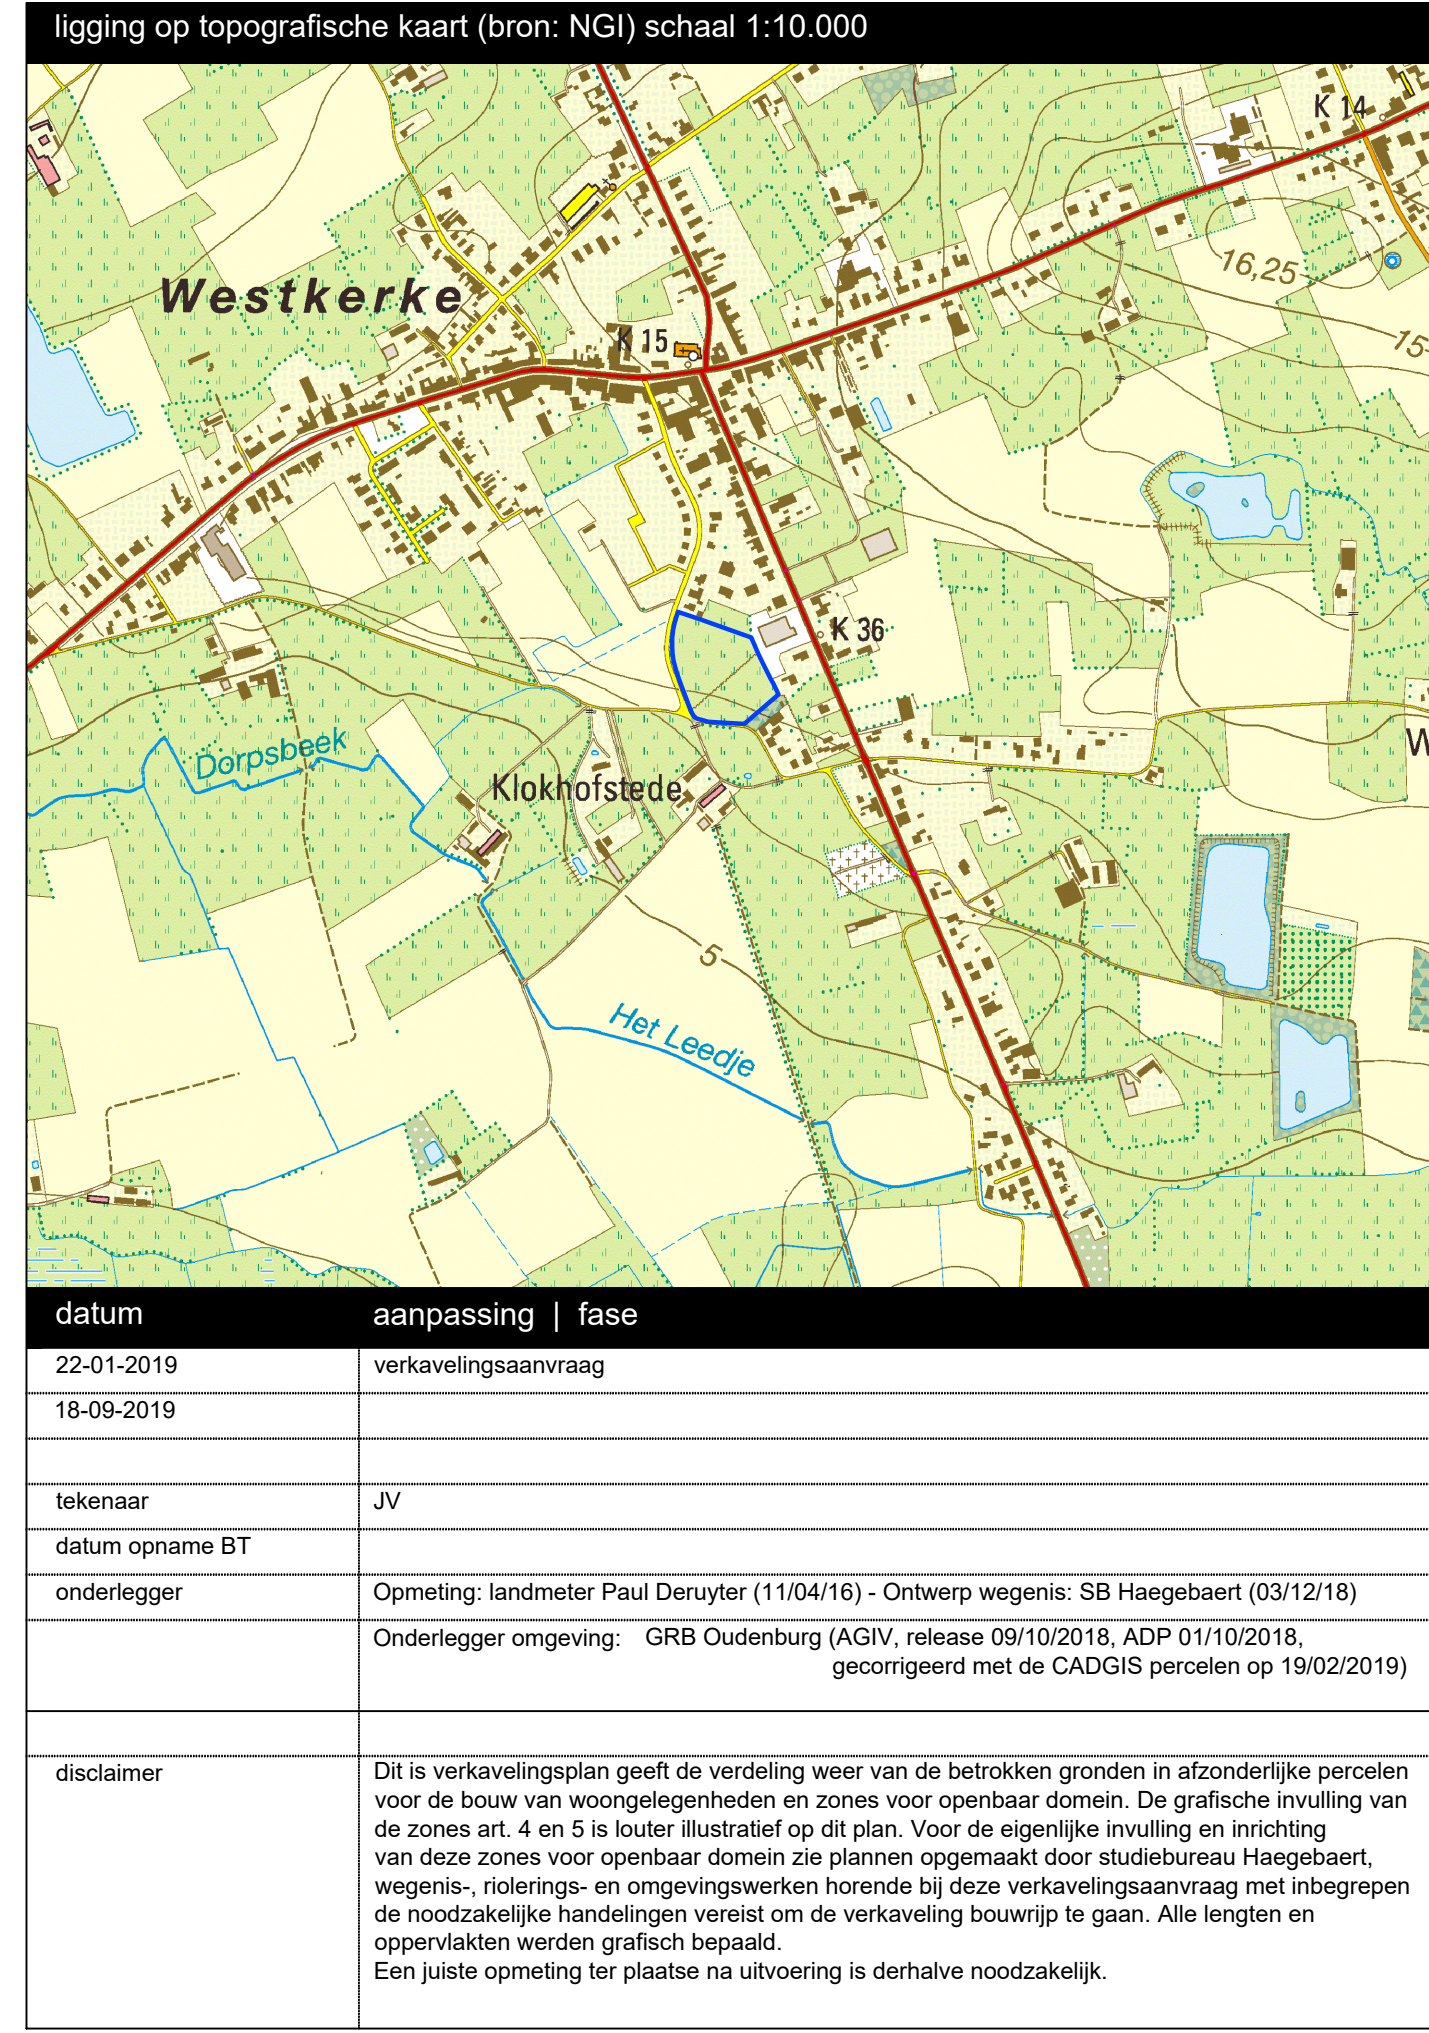 ligging op topografische kaart (bron: NGI) schaal 1:10.000
K 14
16,25
Westkerke
K 15
15
K 36
Dorpsbeek
W
Klokhofstede
5
Het Leedje
datum aanpassing | fase
22-01-2019 verkavelingsaanvraag
18-09-2019
tekenaar JV
datum opname BT
onderlegger Opmeting: landmeter Paul Deruyter (11/04/16) - Ontwerp wegenis: SB Haegebaert (03/12/18)
Onderlegger omgeving: GRB Oudenburg (AGIV, release 09/10/2018, ADP 01/10/2018,
gecorrigeerd met de CADGIS percelen op 19/02/2019)
disclaimer Dit is verkavelingsplan geeft de verdeling weer van de betrokken gronden in afzonderlijke percelen
voor de bouw van woongelegenheden en zones voor openbaar domein. De grafische invulling van
de zones art. 4 en 5 is louter illustratief op dit plan. Voor de eigenlijke invulling en inrichting
van deze zones voor openbaar domein zie plannen opgemaakt door studiebureau Haegebaert,
wegenis-, riolerings- en omgevingswerken horende bij deze verkavelingsaanvraag met inbegrepen
de noodzakelijke handelingen vereist om de verkaveling bouwrijp te gaan. Alle lengten en
oppervlakten werden grafisch bepaald.
Een juiste opmeting ter plaatse na uitvoering is derhalve noodzakelijk.